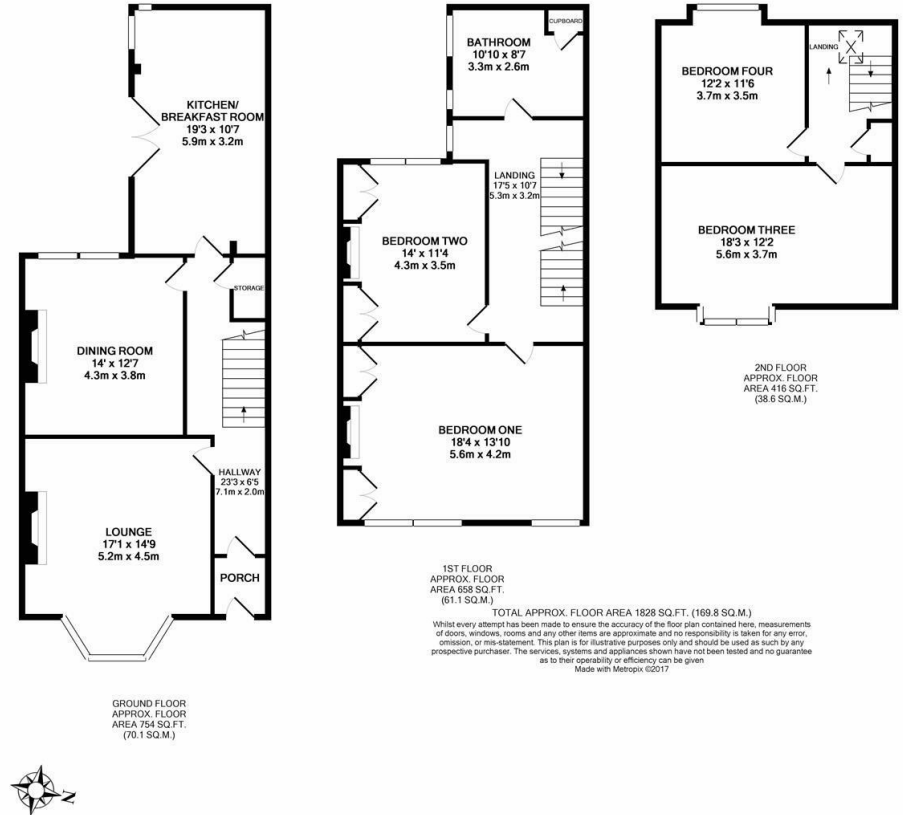 KITCHEN/
BREAKFAST ROOM
19'3 x 10'7
5.9m x 3.2m
STORAGE
DINING ROOM
14' x 12'7
4.3m x 3.8m
HALLWAY
23'3 x 6'5
7.1m x 2.0m
LOUNGE
17'1 x 14'9
5.2m x 4.5m
PORCH
GROUND FLOOR
APPROX. FLOOR
AREA 754 SQ.FT.
(70.1 SQ.M.)
N
CUPBOARD
BATHROOM
10'10 x 8'7
3.3m x 2.6m
LANDING
17'5 x 10'7
5.3m x 3.2m
BEDROOM TWO
14' x 11'4
4.3m x 3.5m
BEDROOM ONE
18'4 x 13'10
5.6m x 4.2m
1ST FLOOR
APPROX. FLOOR
AREA 658 SQ.FT.
(61.1 SQ.M.)
LANDING
BEDROOM FOUR
12'2 x 11'6
3.7m x 3.5m
BEDROOM THREE
18'3 x 12'2
5.6m x 3.7m
2ND FLOOR
APPROX. FLOOR
AREA 416 SQ.FT.
(38.6 SQ.M.)
TOTAL APPROX. FLOOR AREA 1828 SQ.FT. (169.8 SQ.M.)
Whilst every attempt has been made to ensure the accuracy of the floor plan contained here, measurements
of doors, windows, rooms and any other items are approximate and no responsibility is taken for any error,
omission, or mis-statement. This plan is for illustrative purposes only and should be used as such by any
prospective purchaser. The services, systems and appliances shown have not been tested and no guarantee
as to their operability or efficiency can be given
Made with Metropix ©2017